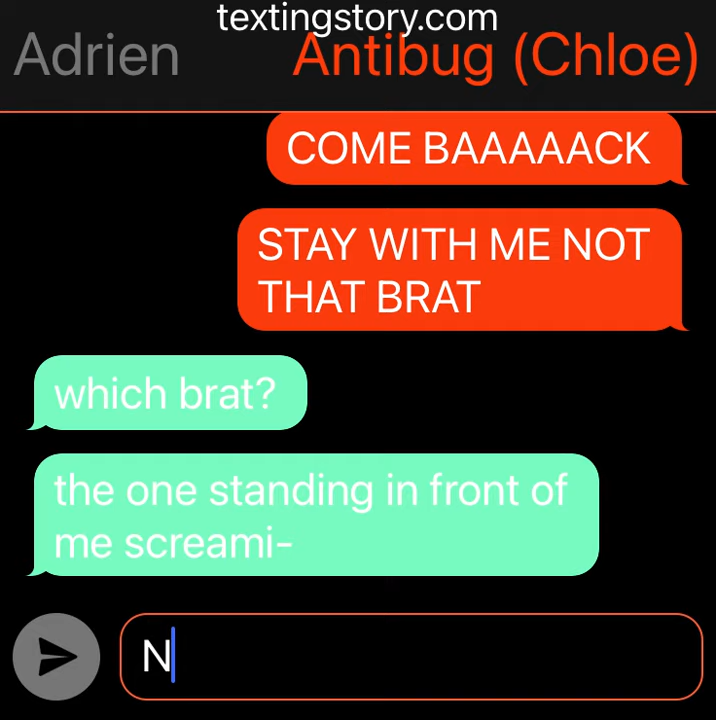 textingstory.com
Adrien
Antibug (Chloe)
COME BAAAAACK
STAY WITH ME NOT
THAT BRAT
which brat?
the one standing in front of
me screami-
N